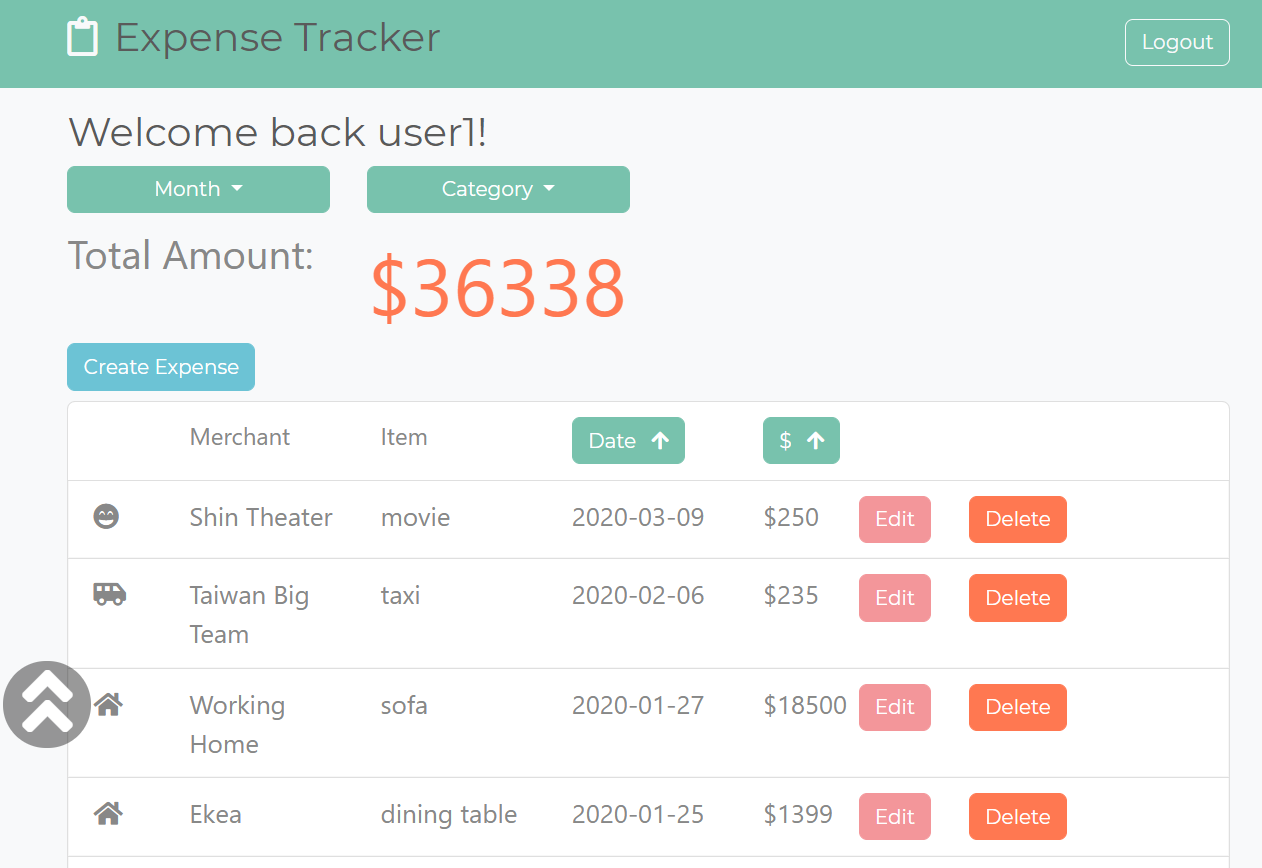 Expense Tracker
Logout
Welcome back user1!
Month
Category
Total Amount:
$36338
Create Expense
Merchant Item Date $
Shin Theater movie 2020-03-09 $250 Edit Delete
Taiwan Big taxi 2020-02-06 $235 Edit Delete
Team
Working sofa 2020-01-27 $18500 Edit Delete
Home
Ekea dining table 2020-01-25 $1399 Edit Delete